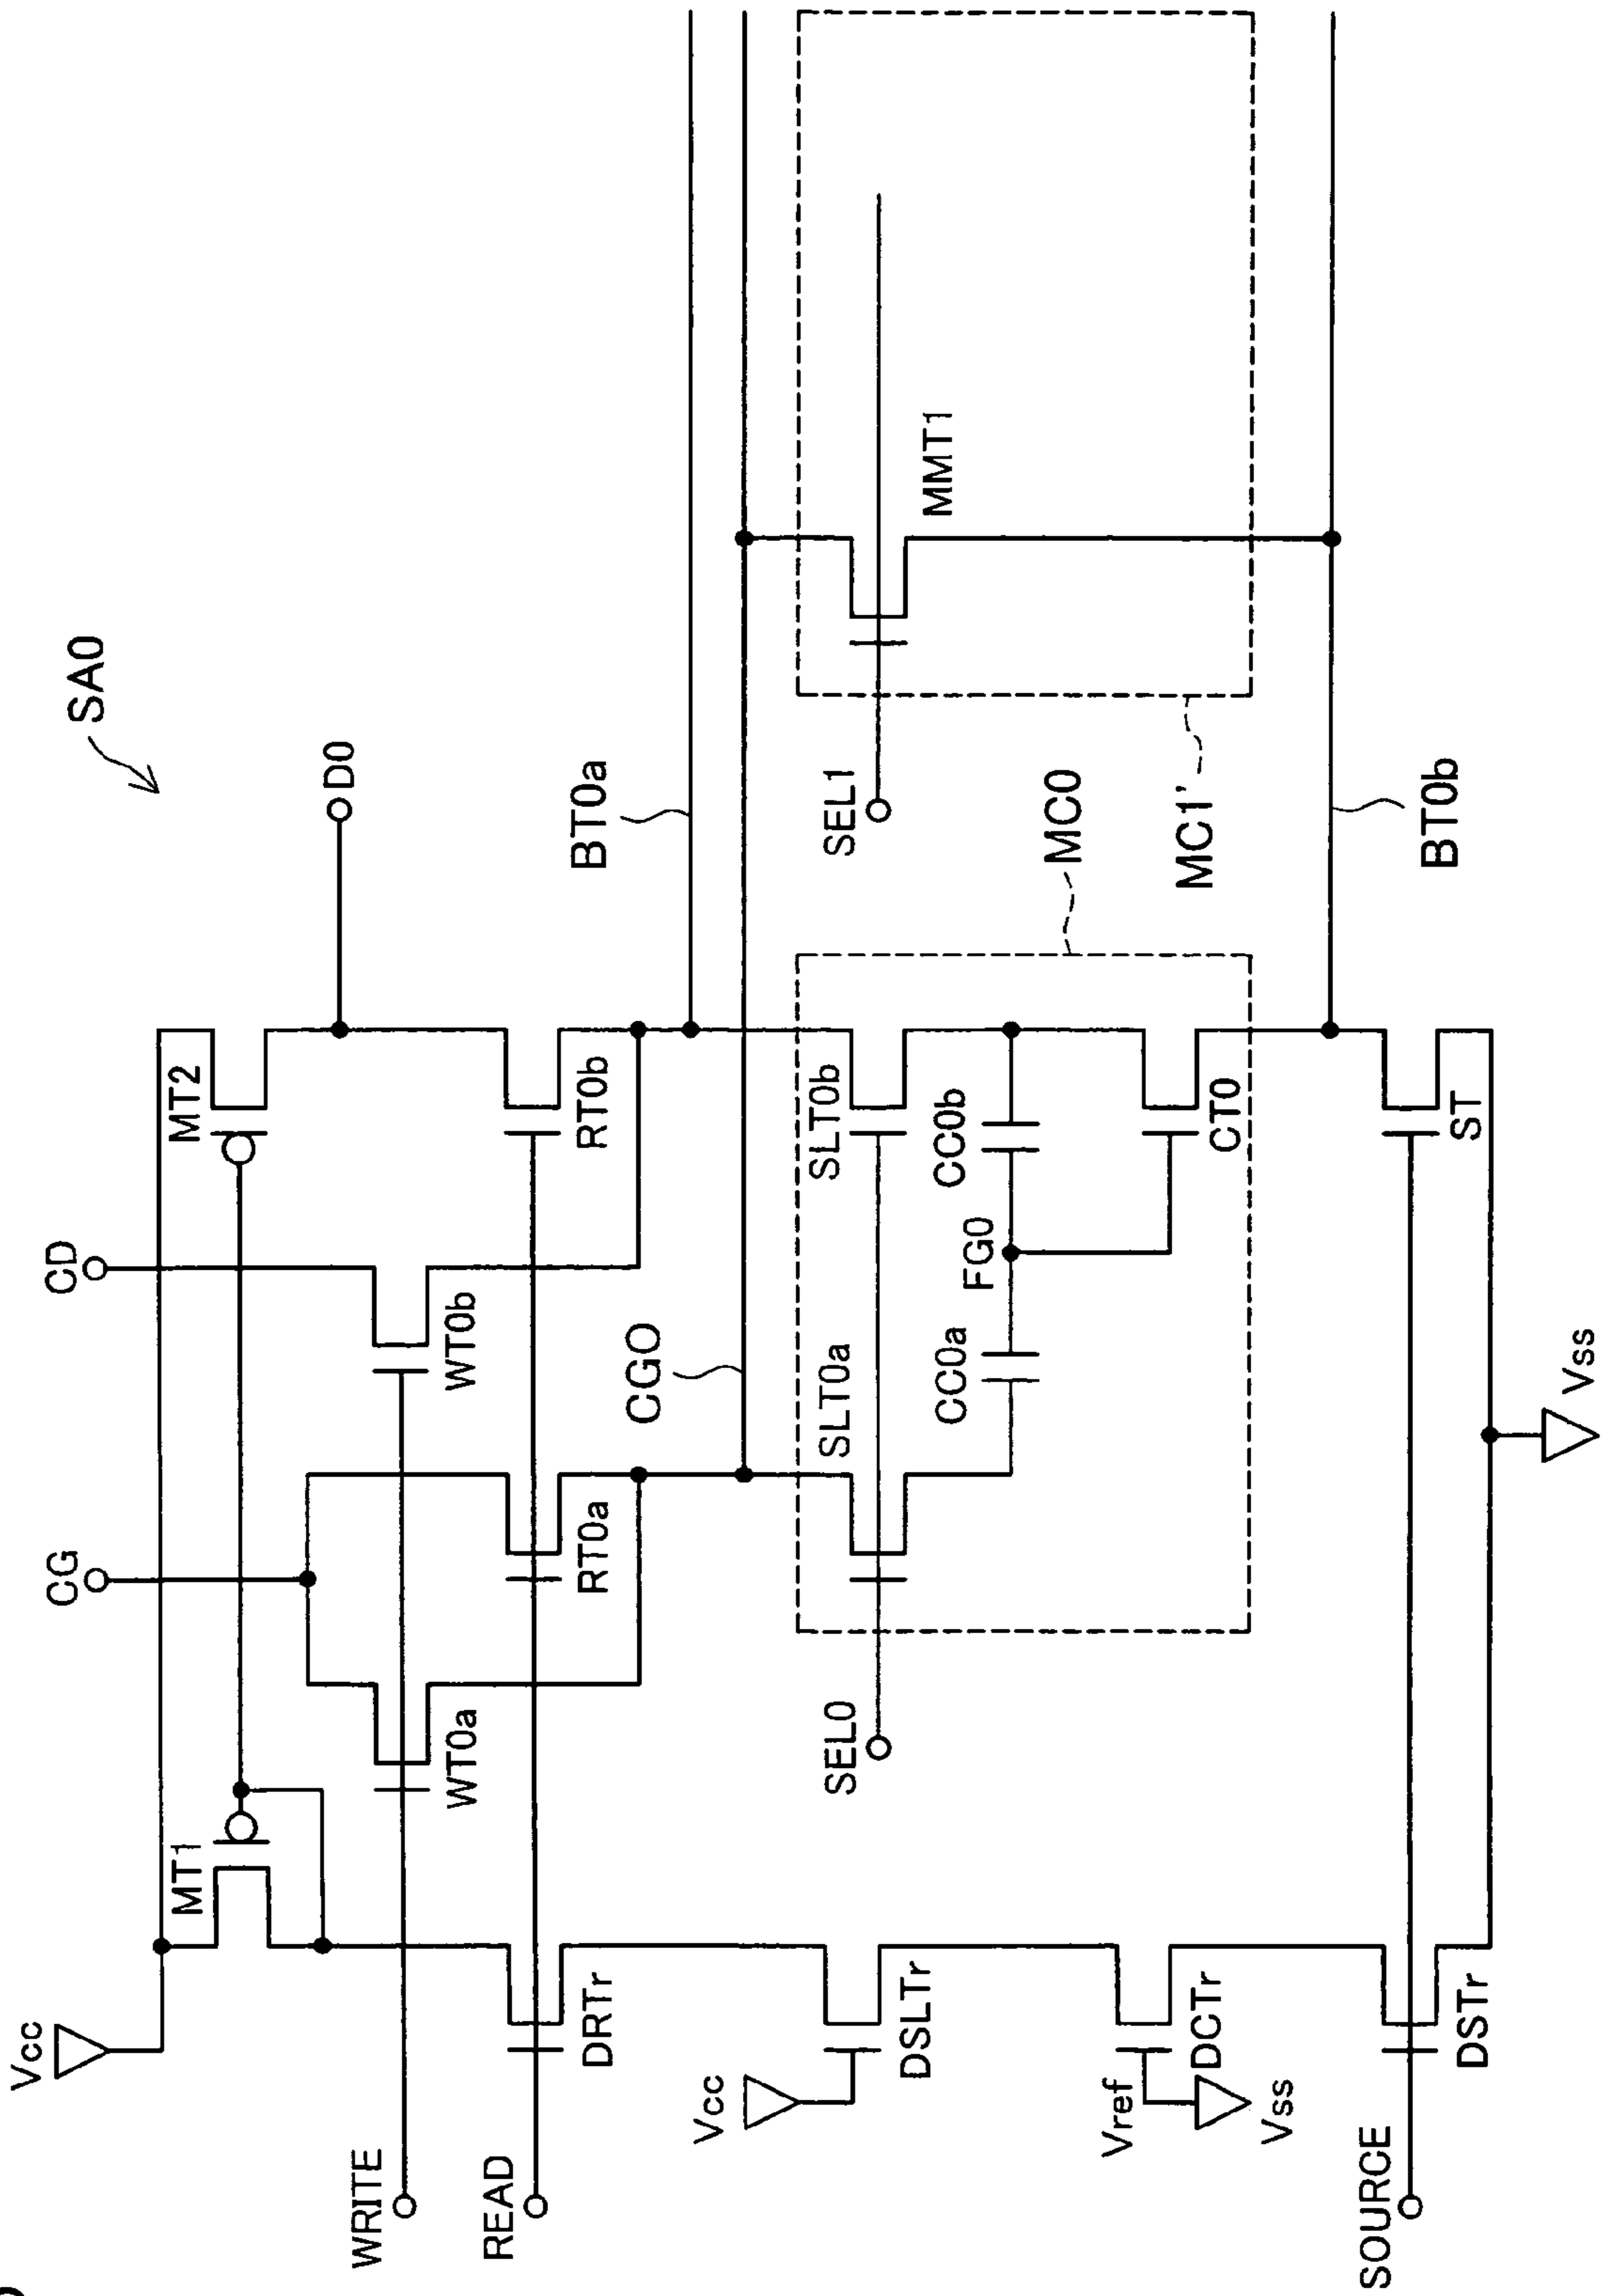 SA0
Vcc
CG
CD
MT1
MT2
D0
WRITE
WT0a
WT0b
READ
DRTr
RT0a
RT0b
CGO
BT0a
Vcc
DSLTr
SEL0
SLT0a
SLT0b
SEL1
MMT1
CC0a
FG0
CC0b
MC0
Vref
Vss
DCTr
CT0
MC1'
SOURCE
DSTr
ST
BT0b
Vss